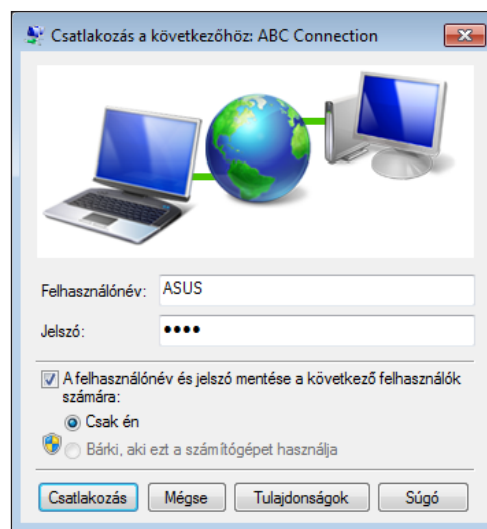 Csatlakozás a következőhöz: ABC Connection
Felhasználónév: ASUS
Jelszó: ●●●●
A felhasználónév és jelszó mentése a következő felhasználók
számára:
Csak én
Bárki, aki ezt a számítógépet használja
Csatlakozás Mégse Tulajdonságok Súgó